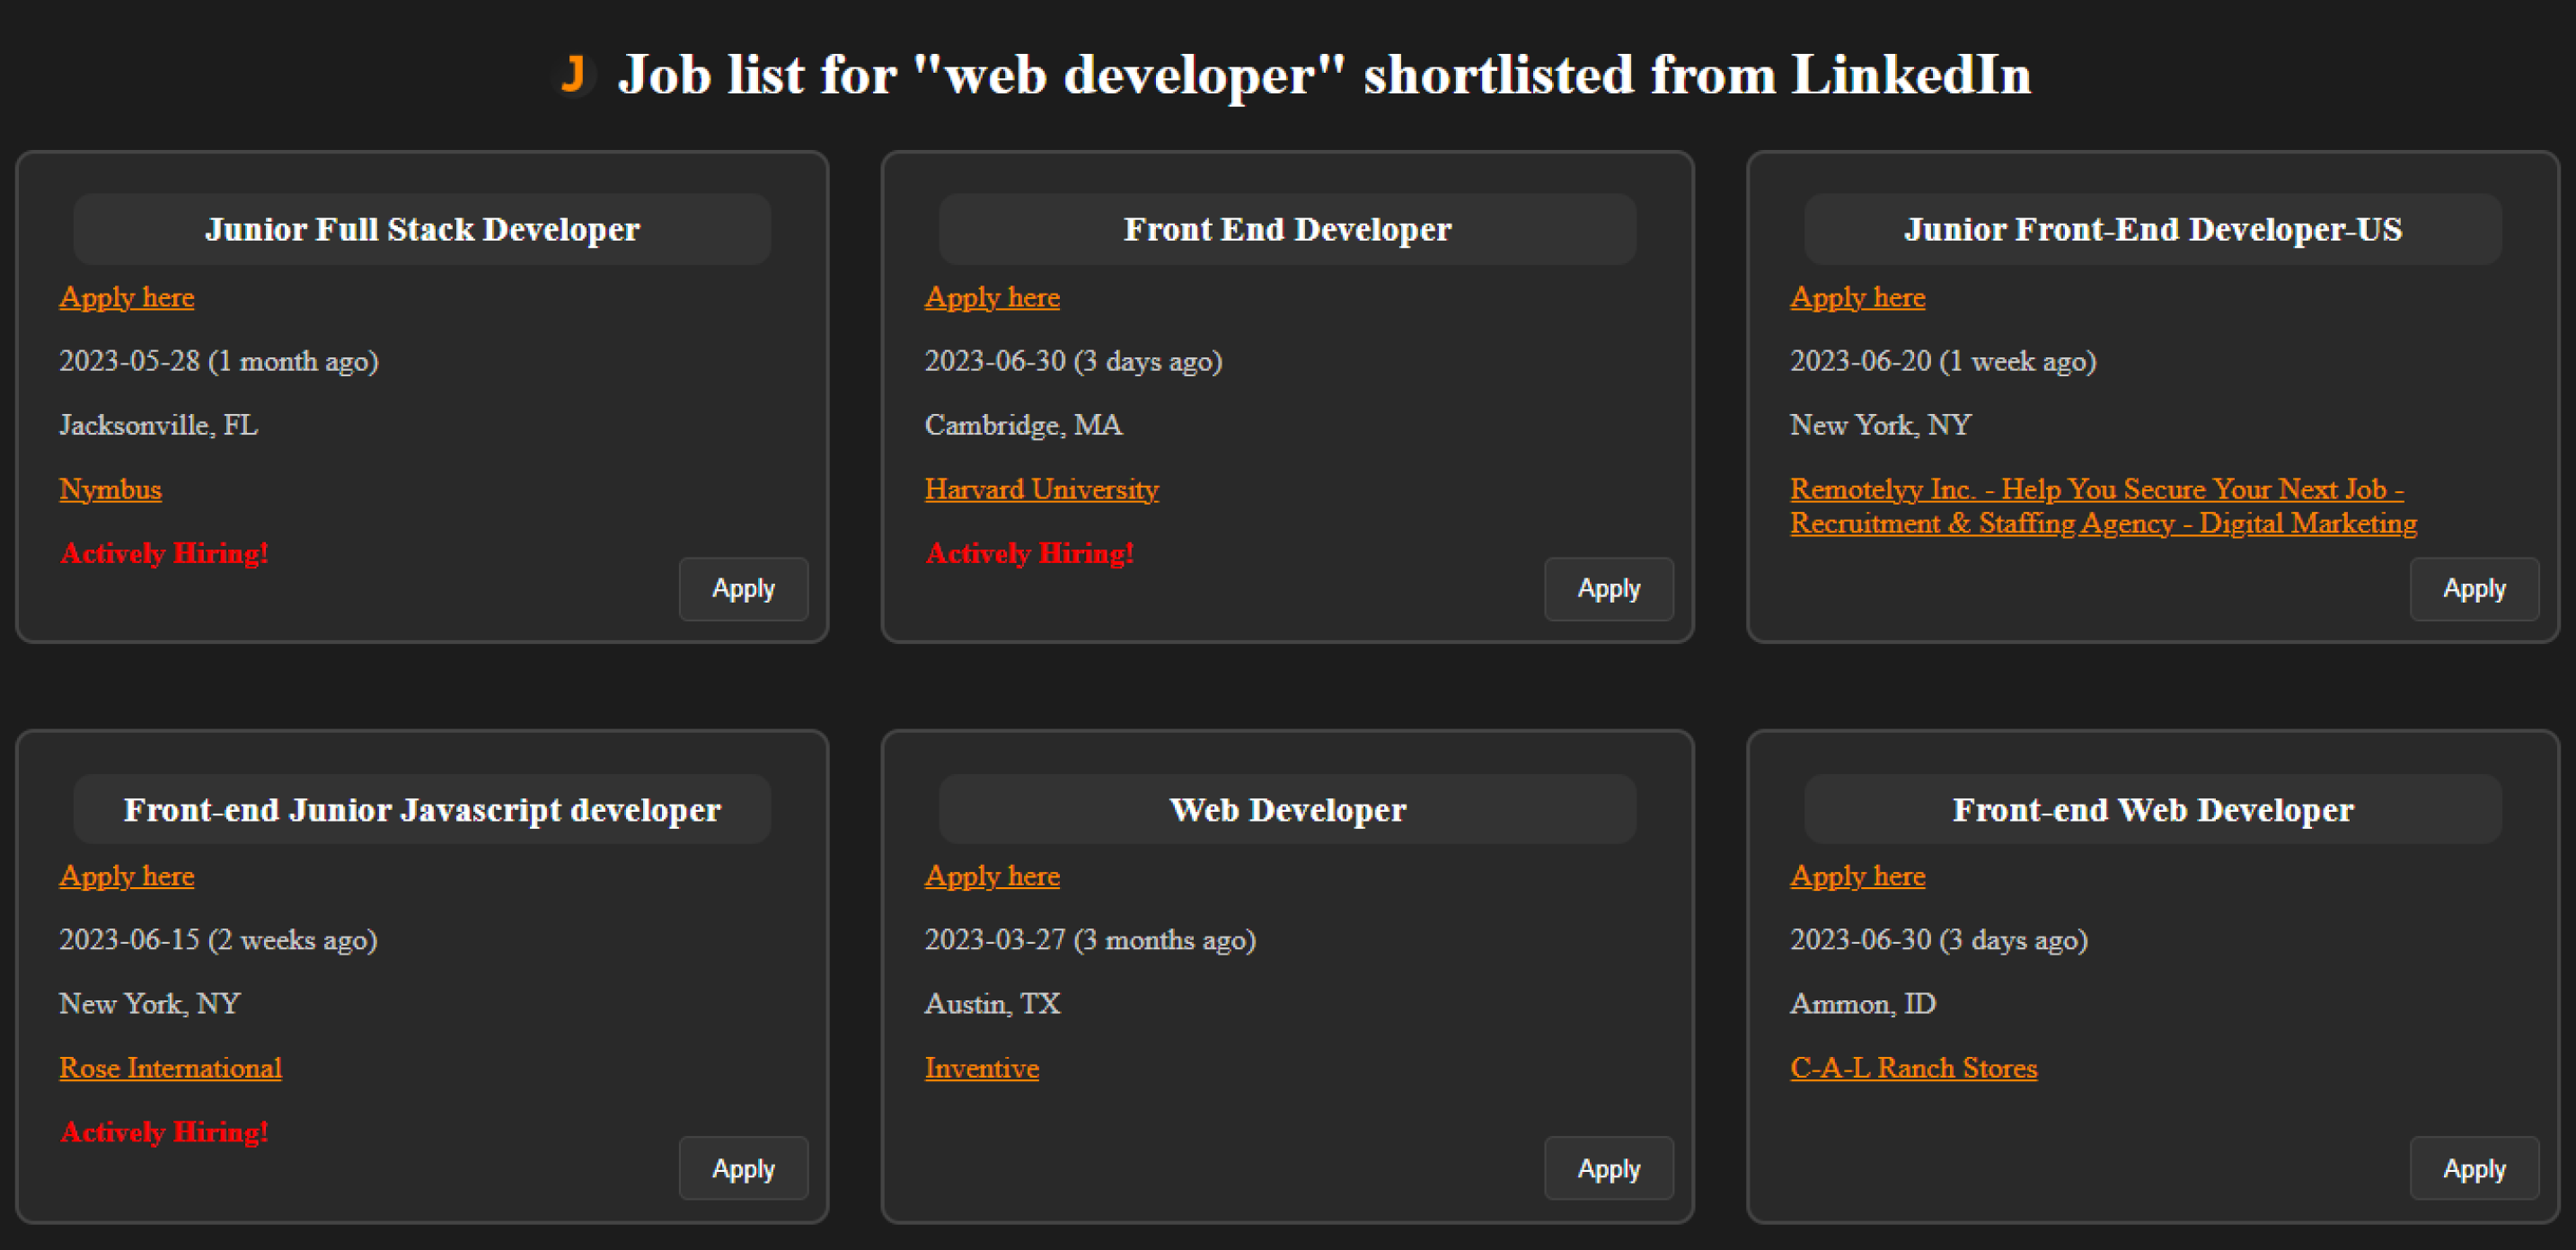 J Job list for "web developer" shortlisted from LinkedIn
Junior Full Stack Developer
Apply here
2023-05-28 (1 month ago)
Jacksonville, FL
Nymbus
Actively Hiring!
Apply
Front End Developer
Apply here
2023-06-30 (3 days ago)
Cambridge, MA
Harvard University
Actively Hiring!
Apply
Junior Front-End Developer-US
Apply here
2023-06-20 (1 week ago)
New York, NY
Remotelyy Inc. - Help You Secure Your Next Job -
Recruitment & Staffing Agency - Digital Marketing
Apply
Front-end Junior Javascript developer
Apply here
2023-06-15 (2 weeks ago)
New York, NY
Rose International
Actively Hiring!
Apply
Web Developer
Apply here
2023-03-27 (3 months ago)
Austin, TX
Inventive
Apply
Front-end Web Developer
Apply here
2023-06-30 (3 days ago)
Ammon, ID
C-A-L Ranch Stores
Apply